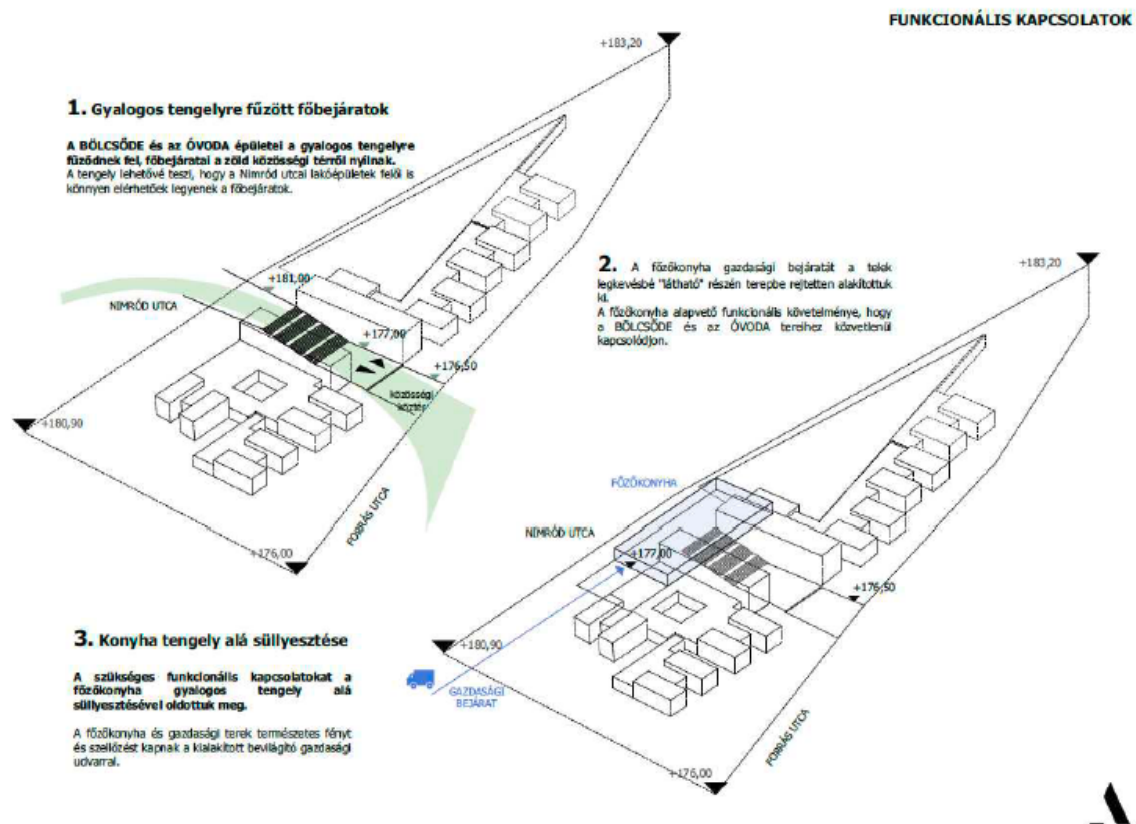 FUNKCIONÁLIS KAPCSOLATOK
+183,20
1. Gyalogos tengelyre fűzött főbejáratok
A BÖLCSŐDE és az ÓVODA épületei a gyalogos tengelyre
fűződnek fel, főbejáratai a zöld közösségi térről nyílnak.
A tengely lehetővé teszi, hogy a Nimród utcai lakóépületek felől is
könnyen elérhetőek legyenek a főbejáratok.
+181,00
NIMRÓD UTCA
+177,00
+176,50
közösségi
köztér
+180,90
FORRÁS UTCA
+176,00
2. A főzőkonyha gazdasági bejáratát a telek
legkevésbé "látható" részén terepbe rejtetten alakítottuk
ki.
A főzőkonyha alapvető funkcionális követelménye, hogy
a BÖLCSŐDE és az ÓVODA tereihez közvetlenül
kapcsolódjon.
+183,20
FŐZŐKONYHA
NIMRÓD UTCA
+177,00
+176,50
+180,90
GAZDASÁGI
BEJÁRAT
FORRÁS UTCA
+176,00
3. Konyha tengely alá süllyesztése
A szükséges funkcionális kapcsolatokat a
főzőkonyha gyalogos tengely alá
süllyesztésével oldottuk meg.
A főzőkonyha és gazdasági terek természetes fényt
és szellőzést kapnak a kialakított bevilágító gazdasági
udvarral.